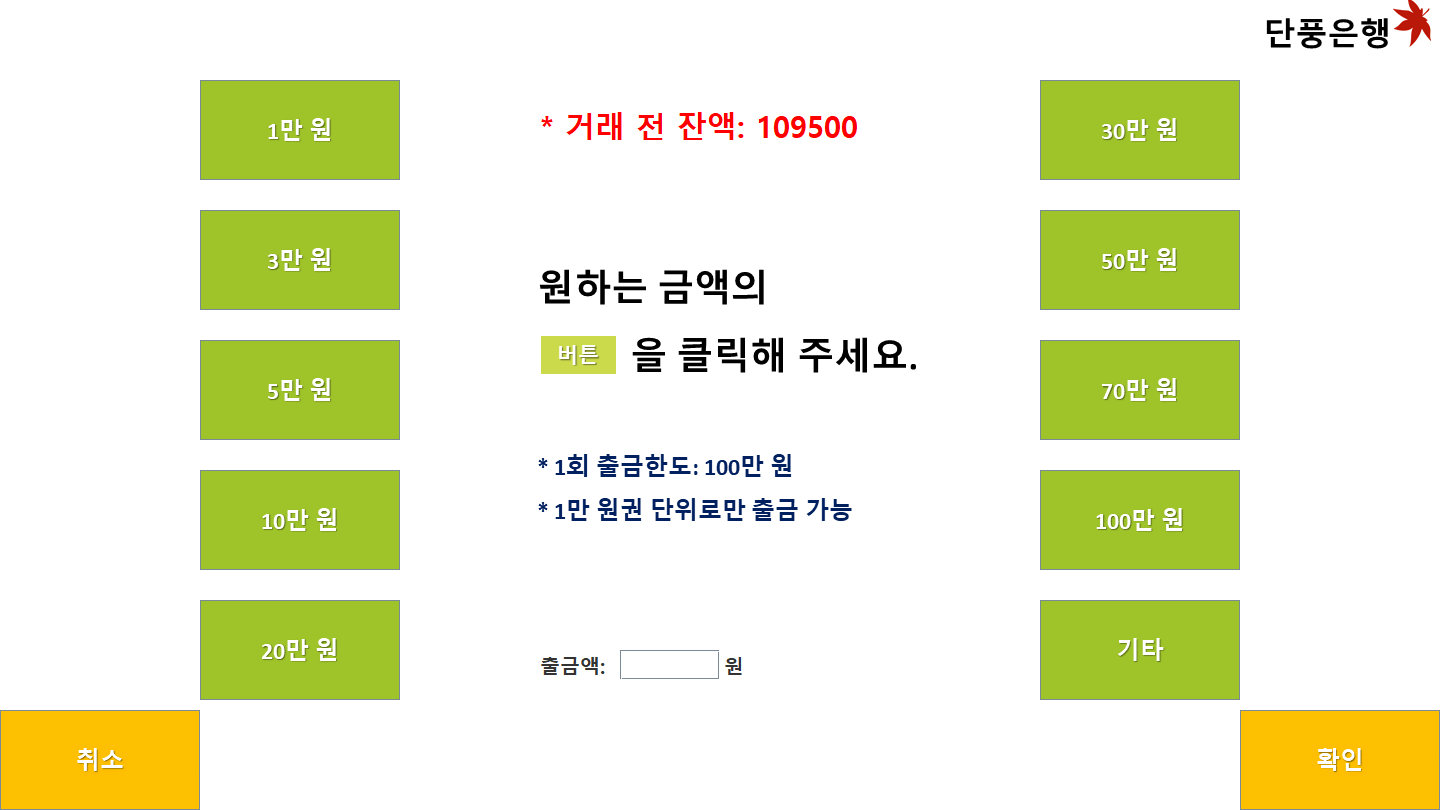 단풍은행
1만 원
3만 원
5만 원
10만 원
20만 원
* 거래 전 잔액: 109500
원하는 금액의
버튼 을 클릭해 주세요.
* 1회 출금한도: 100만 원
* 1만 원권 단위로만 출금 가능
출금액: 원
30만 원
50만 원
70만 원
100만 원
기타
취소
확인